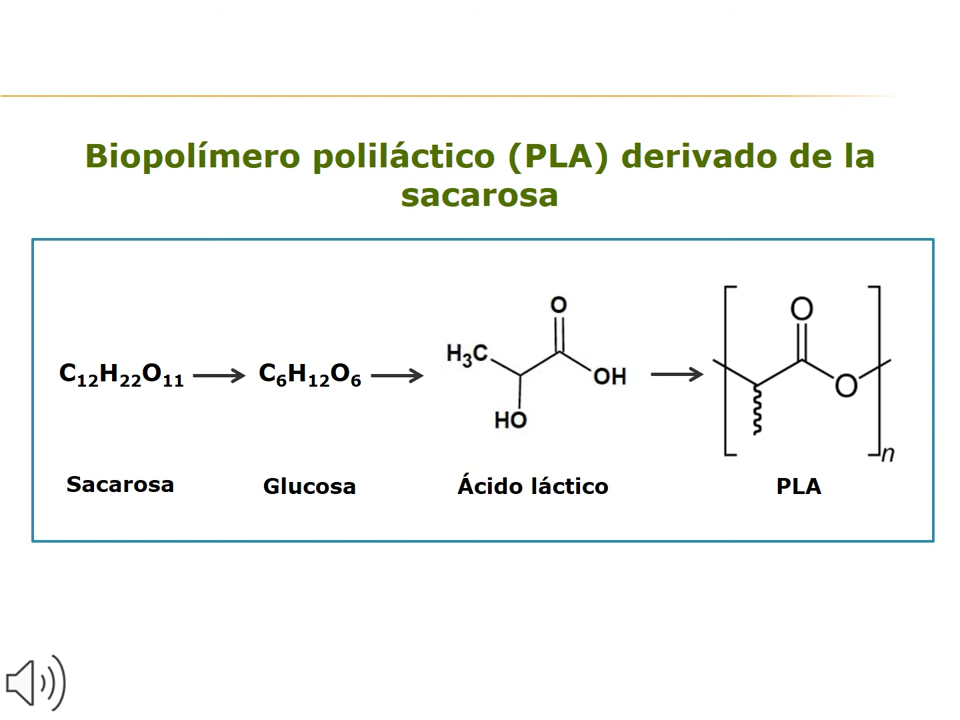 Biopolímero poliláctico (PLA) derivado de la
sacarosa
C₁₂H₂₂O₁₁ → C₆H₁₂O₆ →
O
H₃C
OH
HO
→
O
O
n
Sacarosa Glucosa Ácido láctico PLA